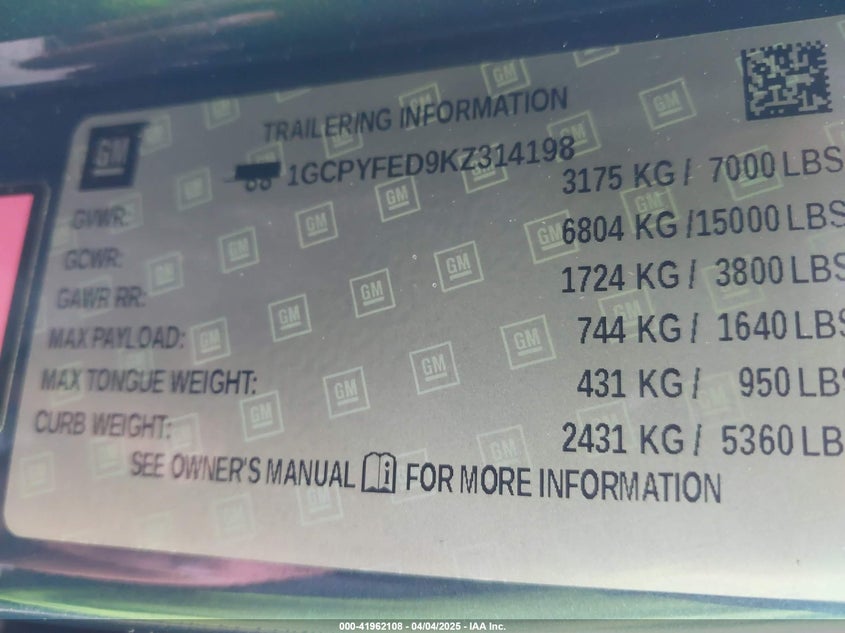 GM
TRAILERING INFORMATION
1GCPYFED9KZ314198
GVWR: 3175 KG / 7000 LBS
GCWR: 6804 KG /15000 LBS
GAWR RR: 1724 KG / 3800 LBS
MAX PAYLOAD: 744 KG / 1640 LBS
MAX TONGUE WEIGHT: 431 KG / 950 LBS
CURB WEIGHT: 2431 KG / 5360 LB
SEE OWNER'S MANUAL i FOR MORE INFORMATION
000-41962108 - 04/04/2025 - IAA Inc.